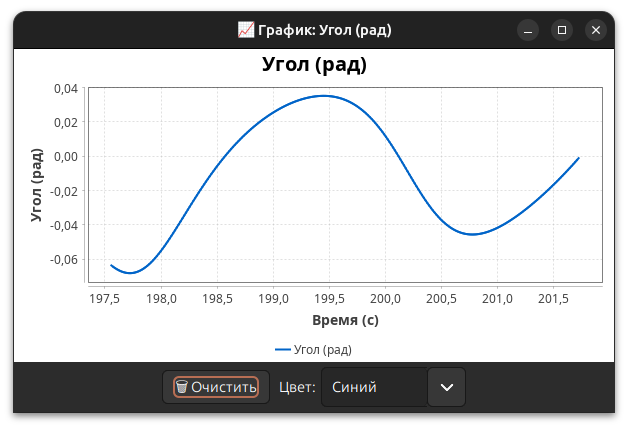 График: Угол (рад)
Угол (рад)
0,04
0,02
0,00
-0,02
-0,04
-0,06
Угол (рад)
197,5 198,0 198,5 199,0 199,5 200,0 200,5 201,0 201,5
Время (с)
Угол (рад)
Очистить Цвет: Синий